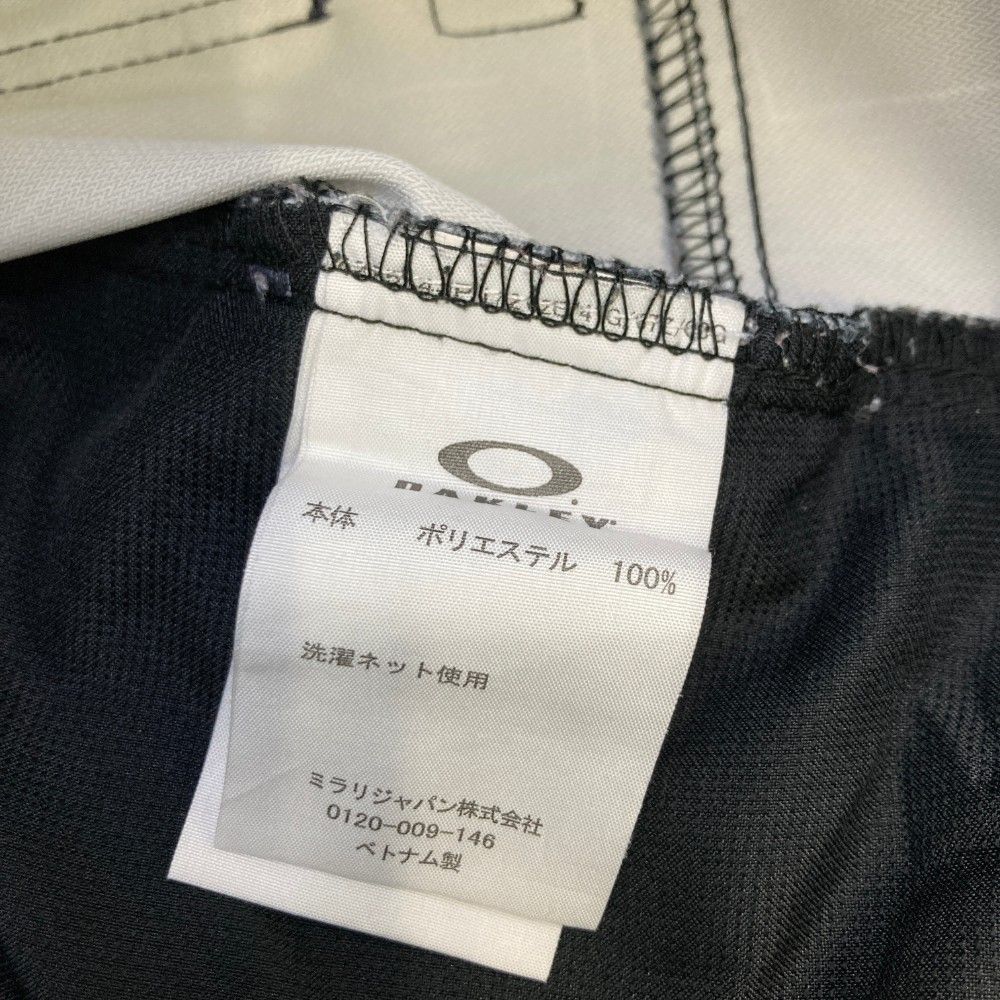 OAKLEY
本体 ポリエステル 100%
洗濯ネット使用
ミラリジャパン株式会社
0120-009-146
ベトナム製